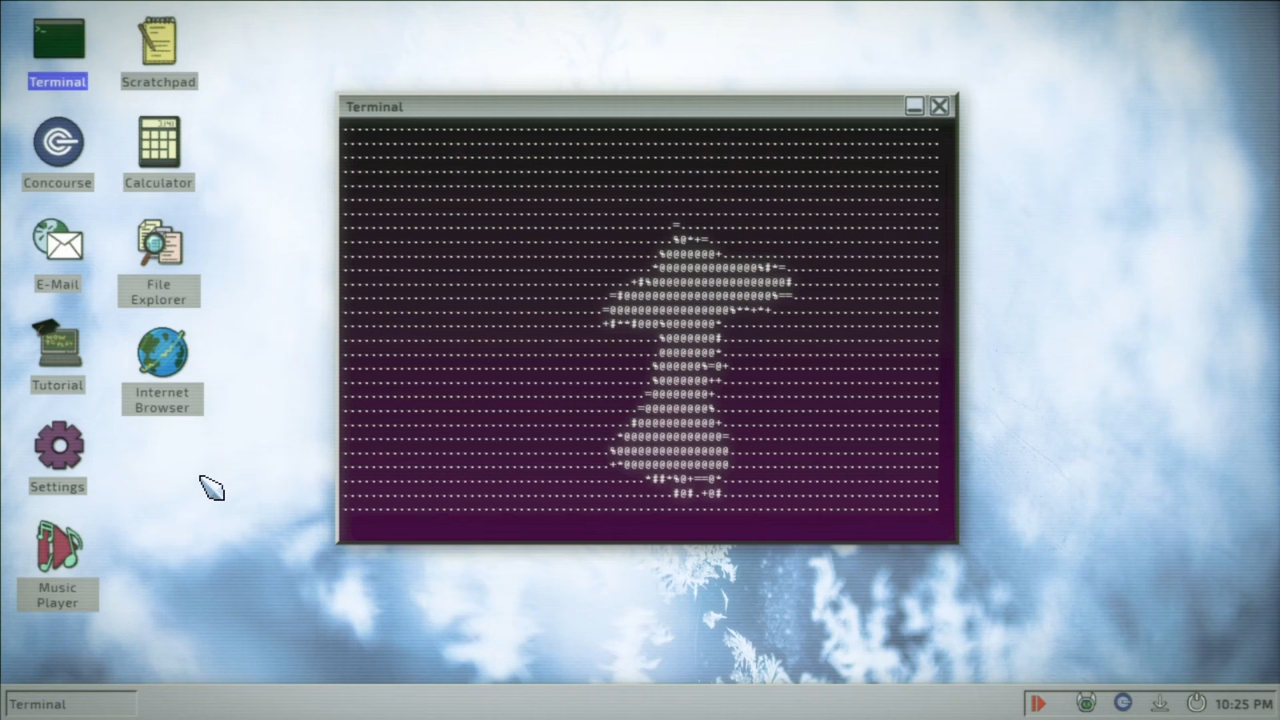 Terminal
Scratchpad
Concourse
Calculator
E-Mail
File
Explorer
Tutorial
Internet
Browser
Settings
Music
Player
Terminal
Terminal
10:25 PM